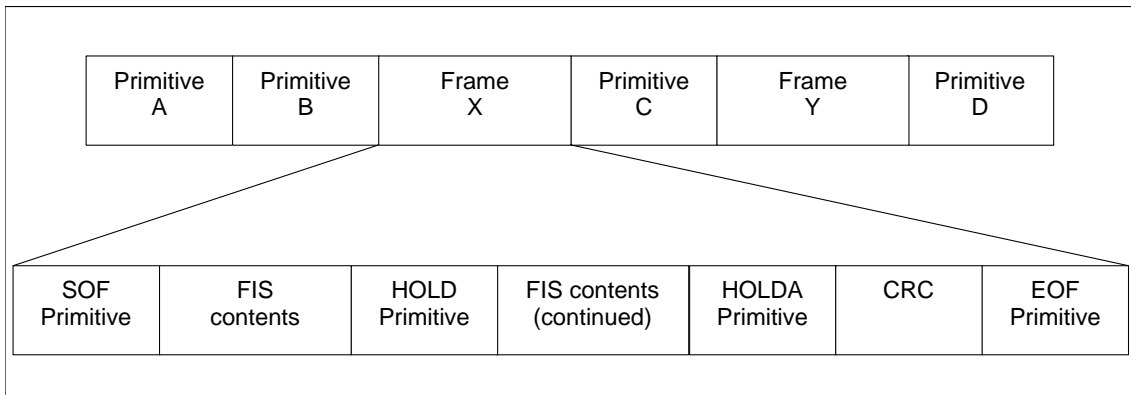 Primitive
A
Primitive
B
Frame
X
Primitive
C
Frame
Y
Primitive
D
SOF
Primitive
FIS
contents
HOLD
Primitive
FIS contents
(continued)
HOLDA
Primitive
CRC
EOF
Primitive